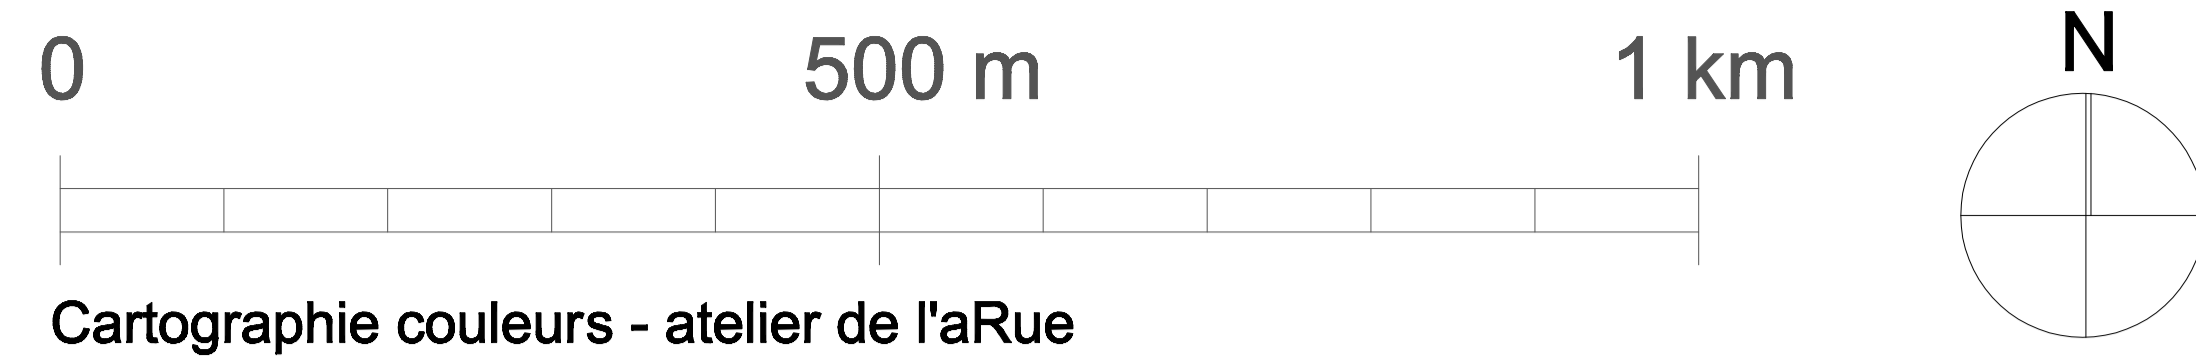 0 500 m 1 km N
Cartographie couleurs - atelier de l'aRue